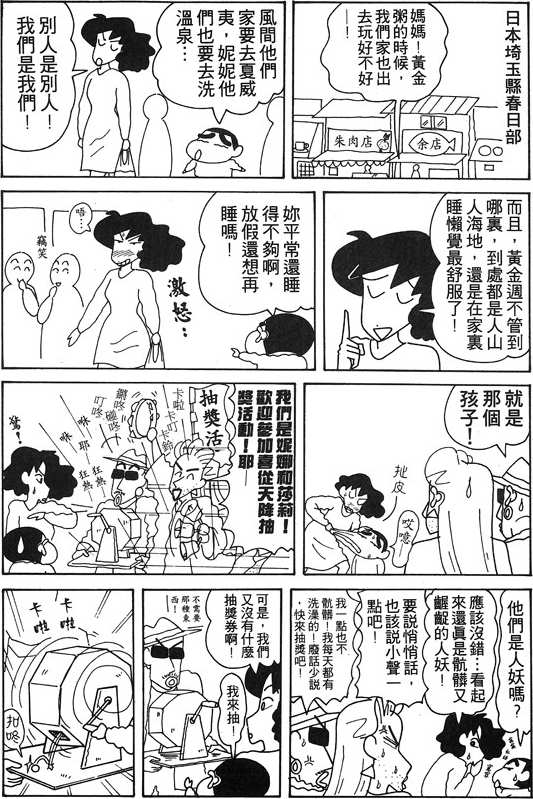 日本埼玉縣春日部
媽媽！黃金
粥的時候，
我們家也出
去玩好不好
—！
朱肉店
余店
風間他們
家要去夏威
夷，妮妮他
們也要去洗
溫泉…
別人是別人！
我們是我們！
而且，黃金週不管到
哪裏，到處都是人山
人海地，還是在家裏
睡懶覺最舒服了！
妳平常還睡
得不夠啊，
放假還想再
睡嗎！
激怒…
唔…
竊笑
就是
那個
孩子！
扯皮
哎噫—
我們是妮娜和莎莉！
歡迎參加喜從天降抽
獎活動！耶—
抽獎活
卡啦
卡叮
卡鈴
鏘咚
磅咚
叮咚
咻—
耶—
咻
狂熱
狂熱
驚！
他們是人妖嗎？
應該沒錯…看起
來還真是骯髒又
齷齪的人妖！
要說悄悄話，
也該說小聲一
點吧！
我一點也不
骯髒！我每天都有
洗澡的！廢話少說
，快來抽獎吧！
可是，我們
又沒有什麼
抽獎券啊！
不需要
那種東
西！
我來抽！
卡啦
卡啦
扣咚